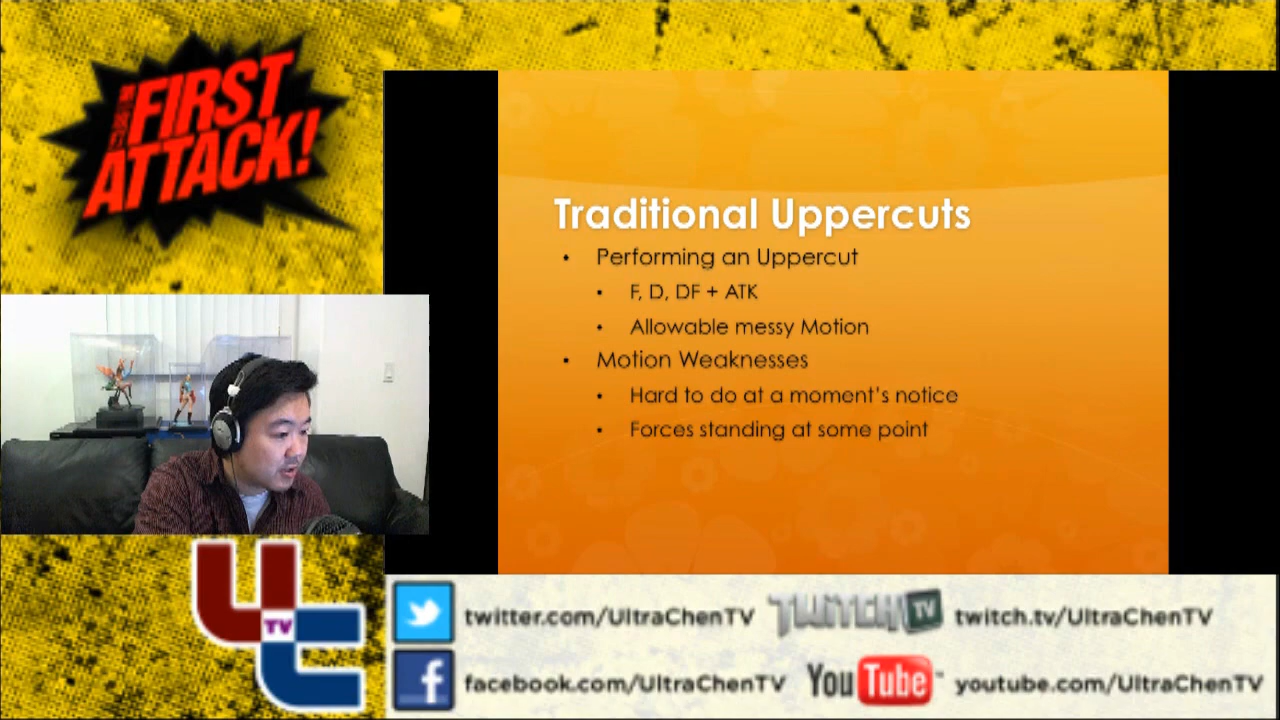 FIRST
ATTACK!
Traditional Uppercuts
• Performing an Uppercut
• F, D, DF + ATK
• Allowable messy Motion
• Motion Weaknesses
• Hard to do at a moment's notice
• Forces standing at some point
UC
TV
twitter.com/UltraChenTV
TWITCH TV
twitch.tv/UltraChenTV
f
facebook.com/UltraChenTV
YouTube
youtube.com/UltraChenTV